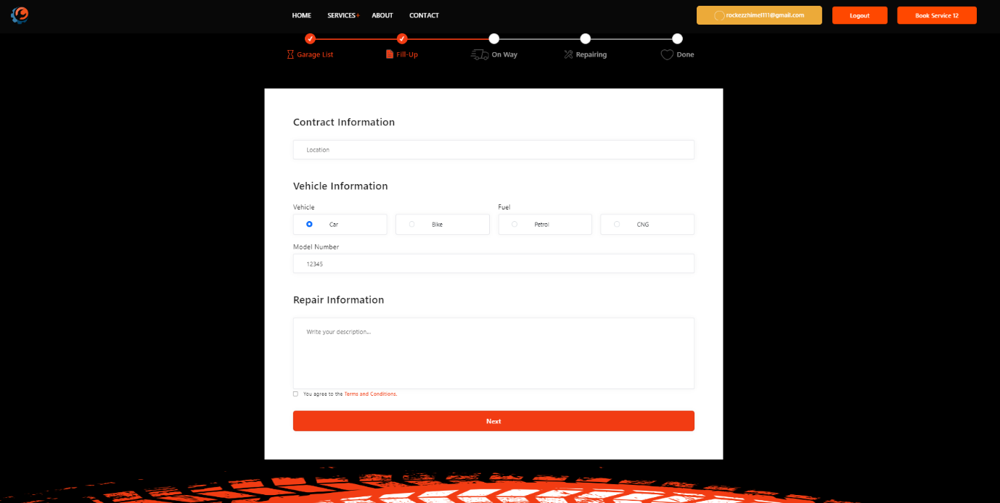 HOME SERVICES+ ABOUT CONTACT rockezzhimel111@gmail.com Logout Book Service 12
Garage List Fill-Up On Way Repairing Done
Contract Information
Location
Vehicle Information
Vehicle Fuel
Car Bike Petrol CNG
Model Number
12345
Repair Information
Write your description...
You agree to the Terms and Conditions.
Next